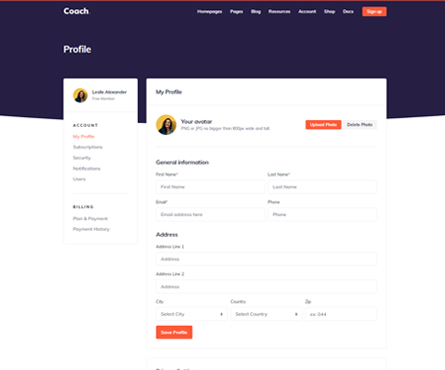 Coach.
Homepages Pages Blog Resources Account Shop Docs Sign up
Profile
Leslie Alexander
Free Member
ACCOUNT
My Profile
Subscriptions
Security
Notifications
Users
BILLING
Plan & Payment
Payment History
My Profile
Your avatar
PNG or JPG no bigger than 800px wide and tall.
Upload Photo Delete Photo
General information
First Name* Last Name*
First Name Last Name
Email* Phone
Email address here Phone
Address
Address Line 1
Address
Address Line 2
Address
City Country Zip
Select City Select Country
Save Profile